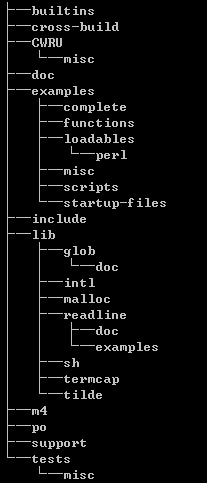 builtins
cross-build
CWRU
misc
doc
examples
complete
functions
loadables
perl
misc
scripts
startup-files
include
lib
glob
doc
intl
malloc
readline
doc
examples
sh
termcap
tilde
m4
po
support
tests
misc